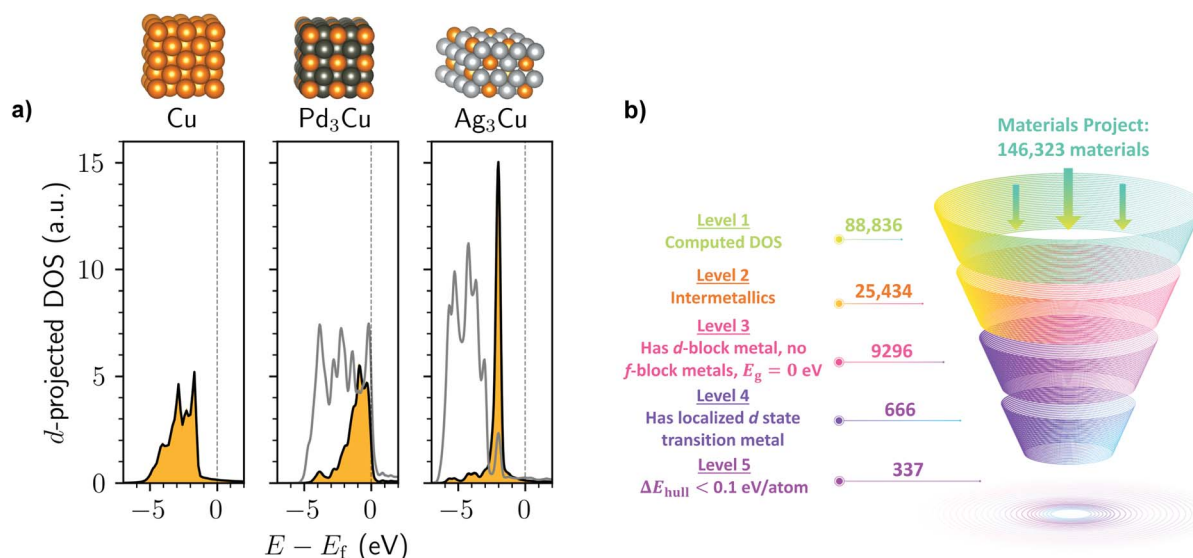 a)
Cu
Pd₃Cu
Ag₃Cu
d-projected DOS (a.u.)
15
10
5
0
−5
0
−5
0
−5
0
E − E_f (eV)
b)
Materials Project:
146,323 materials
Level 1
Computed DOS
88,836
Level 2
Intermetallics
25,434
Level 3
Has d-block metal, no
f-block metals, E_g = 0 eV
9296
Level 4
Has localized d state
transition metal
666
Level 5
ΔE_hull < 0.1 eV/atom
337